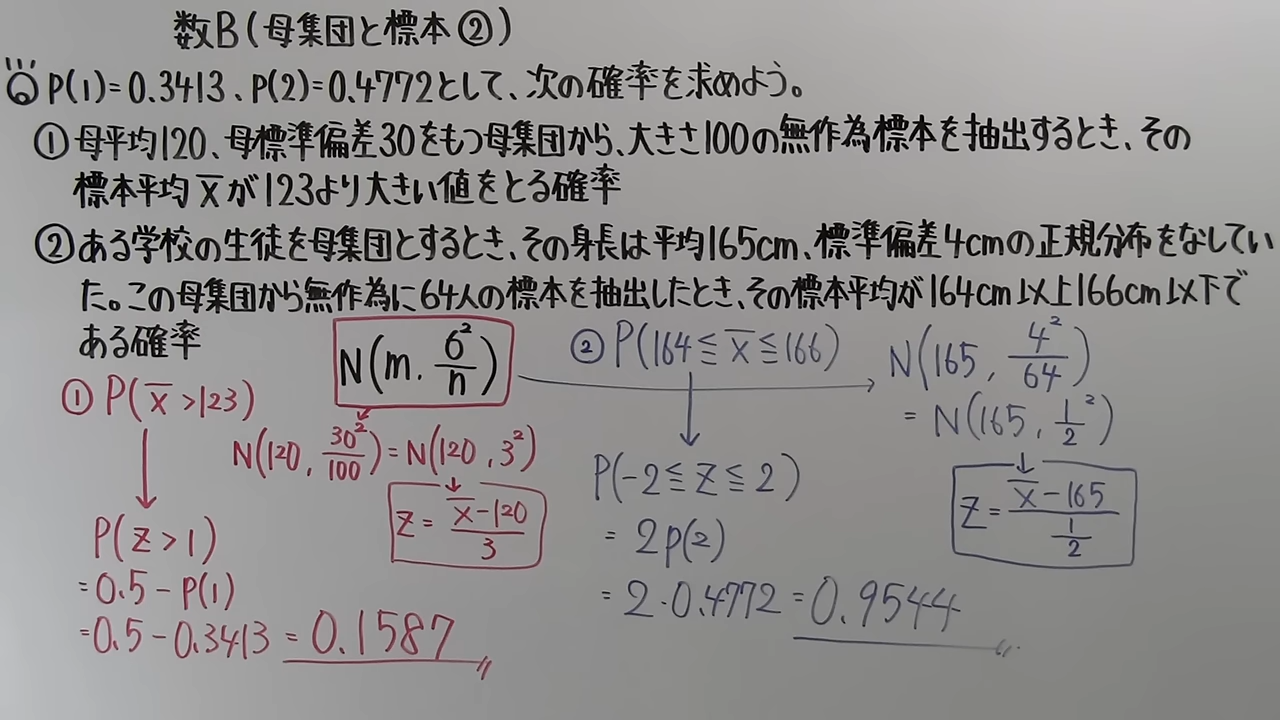 数B(母集団と標本②)
P(1)=0.3413、P(2)=0.4772として、次の確率を求めよう。
①母平均120、母標準偏差30をもつ母集団から、大きさ100の無作為標本を抽出するとき、その
標本平均x̄が123より大きい値をとる確率
②ある学校の生徒を母集団とするとき、その身長は平均165cm、標準偏差4cmの正規分布をなしてい
た。この母集団から無作為に64人の標本を抽出したとき、その標本平均が164cm以上166cm以下で
ある確率
N(m, σ²/n)
① P(x̄>123)
N(120, 30²/100)=N(120, 3²)
z=(x̄-120)/3
P(z>1)
=0.5-P(1)
=0.5-0.3413=0.1587
② P(164≦x̄≦166)
N(165, 4²/64)
=N(165, 1/2²)
z=(x̄-165)/(1/2)
P(-2≦z≦2)
=2p(2)
=2・0.4772=0.9544